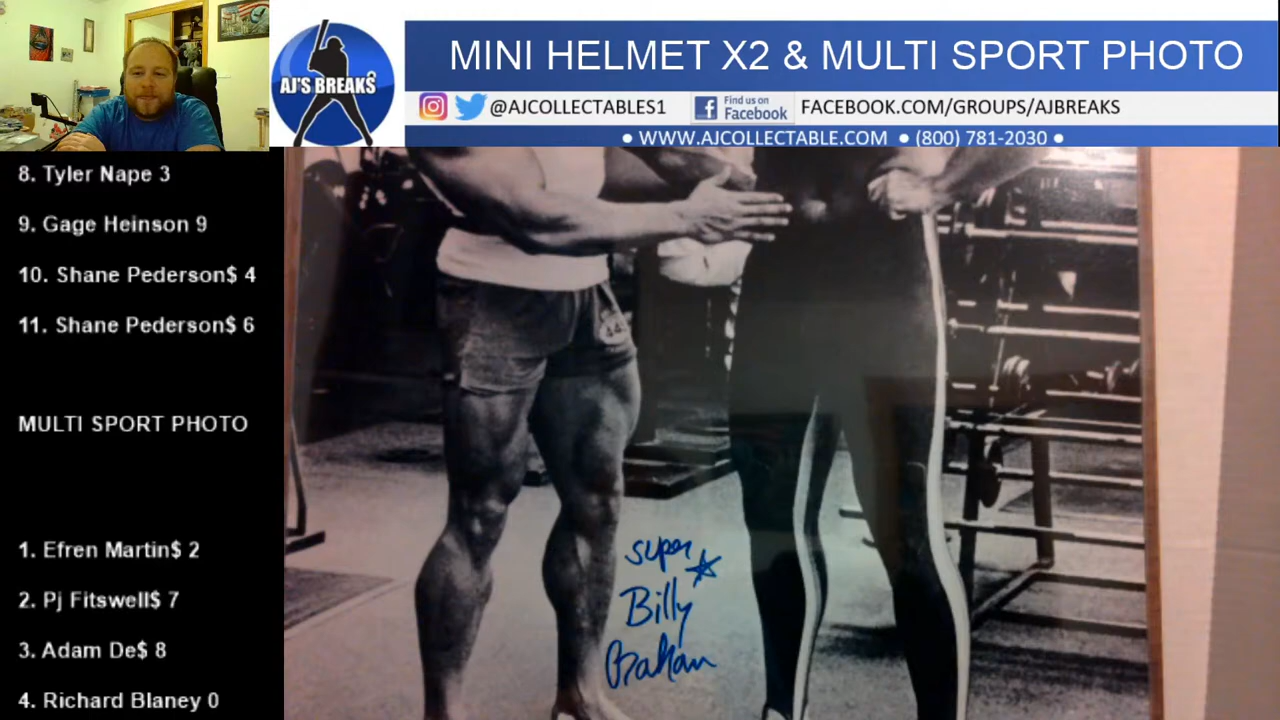 AJ'S BREAKS
MINI HELMET X2 & MULTI SPORT PHOTO
@AJCOLLECTABLES1
Find us on
Facebook
FACEBOOK.COM/GROUPS/AJBREAKS
● WWW.AJCOLLECTABLE.COM ● (800) 781-2030 ●
8. Tyler Nape 3
9. Gage Heinson 9
10. Shane Pederson$ 4
11. Shane Pederson$ 6
MULTI SPORT PHOTO
1. Efren Martin$ 2
2. Pj Fitswell$ 7
3. Adam De$ 8
4. Richard Blaney 0
super
Billy
Graham